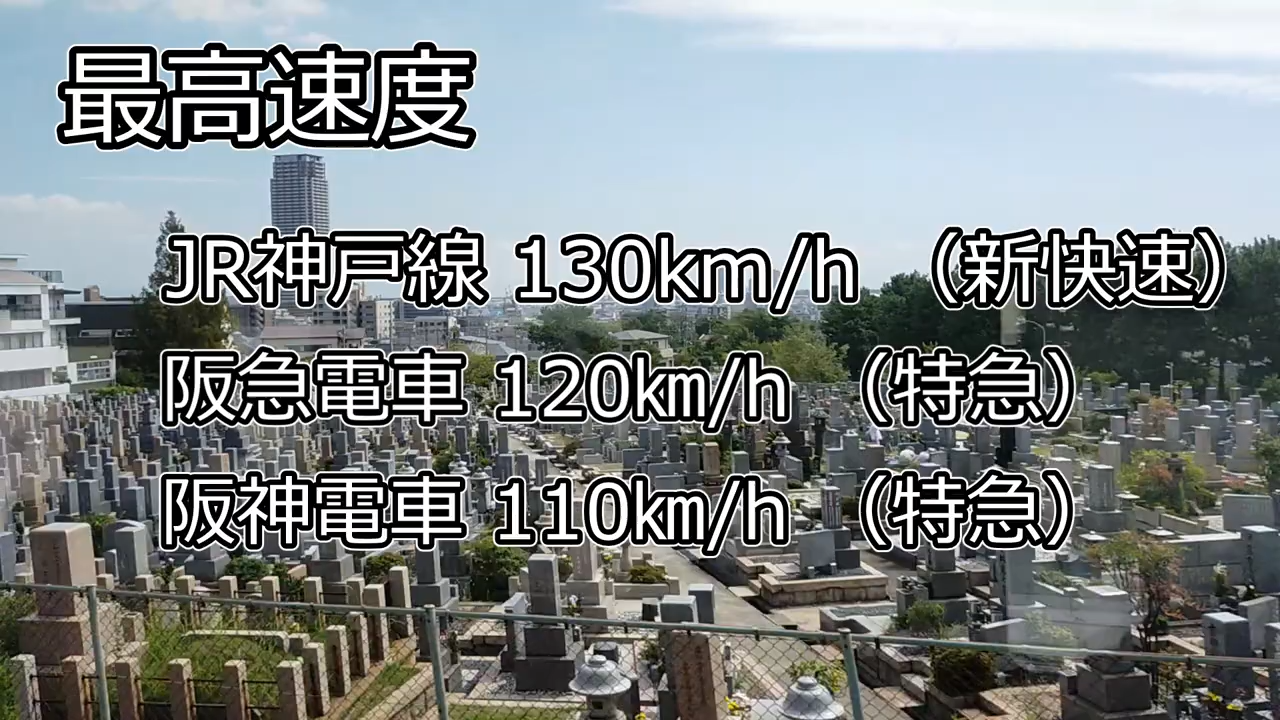 最高速度
JR神戸線 130km/h （新快速）
阪急電車 120㎞/h （特急）
阪神電車 110㎞/h （特急）